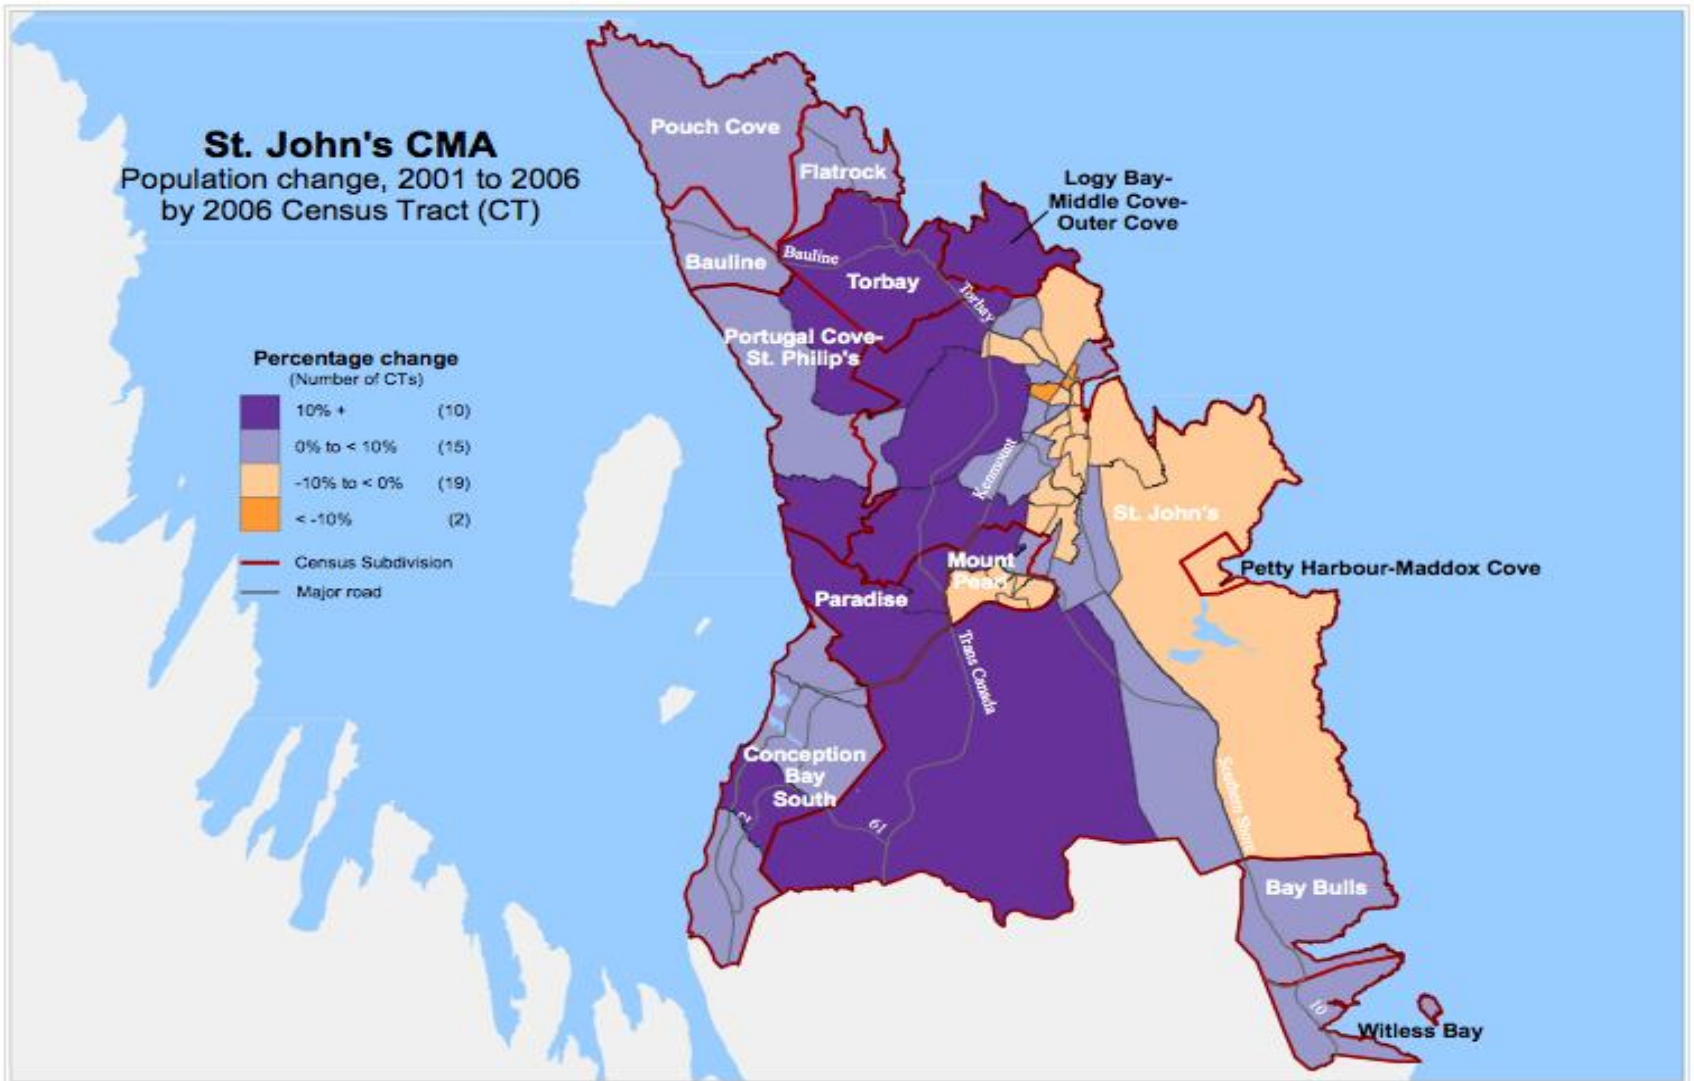 St. John's CMA
Population change, 2001 to 2006
by 2006 Census Tract (CT)
Percentage change
(Number of CTs)
10% + (10)
0% to < 10% (15)
-10% to < 0% (19)
< -10% (2)
Census Subdivision
Major road
Pouch Cove
Flatrock
Logy Bay-
Middle Cove-
Outer Cove
Bauline
Bauline
Torbay
Torbay
Portugal Cove-
St. Philip's
Kenmount
St. John's
Mount
Pearl
Petty Harbour-Maddox Cove
Paradise
Trans Canada
Conception
Bay
South
61
61
Southern Shore
Bay Bulls
10
Witless Bay